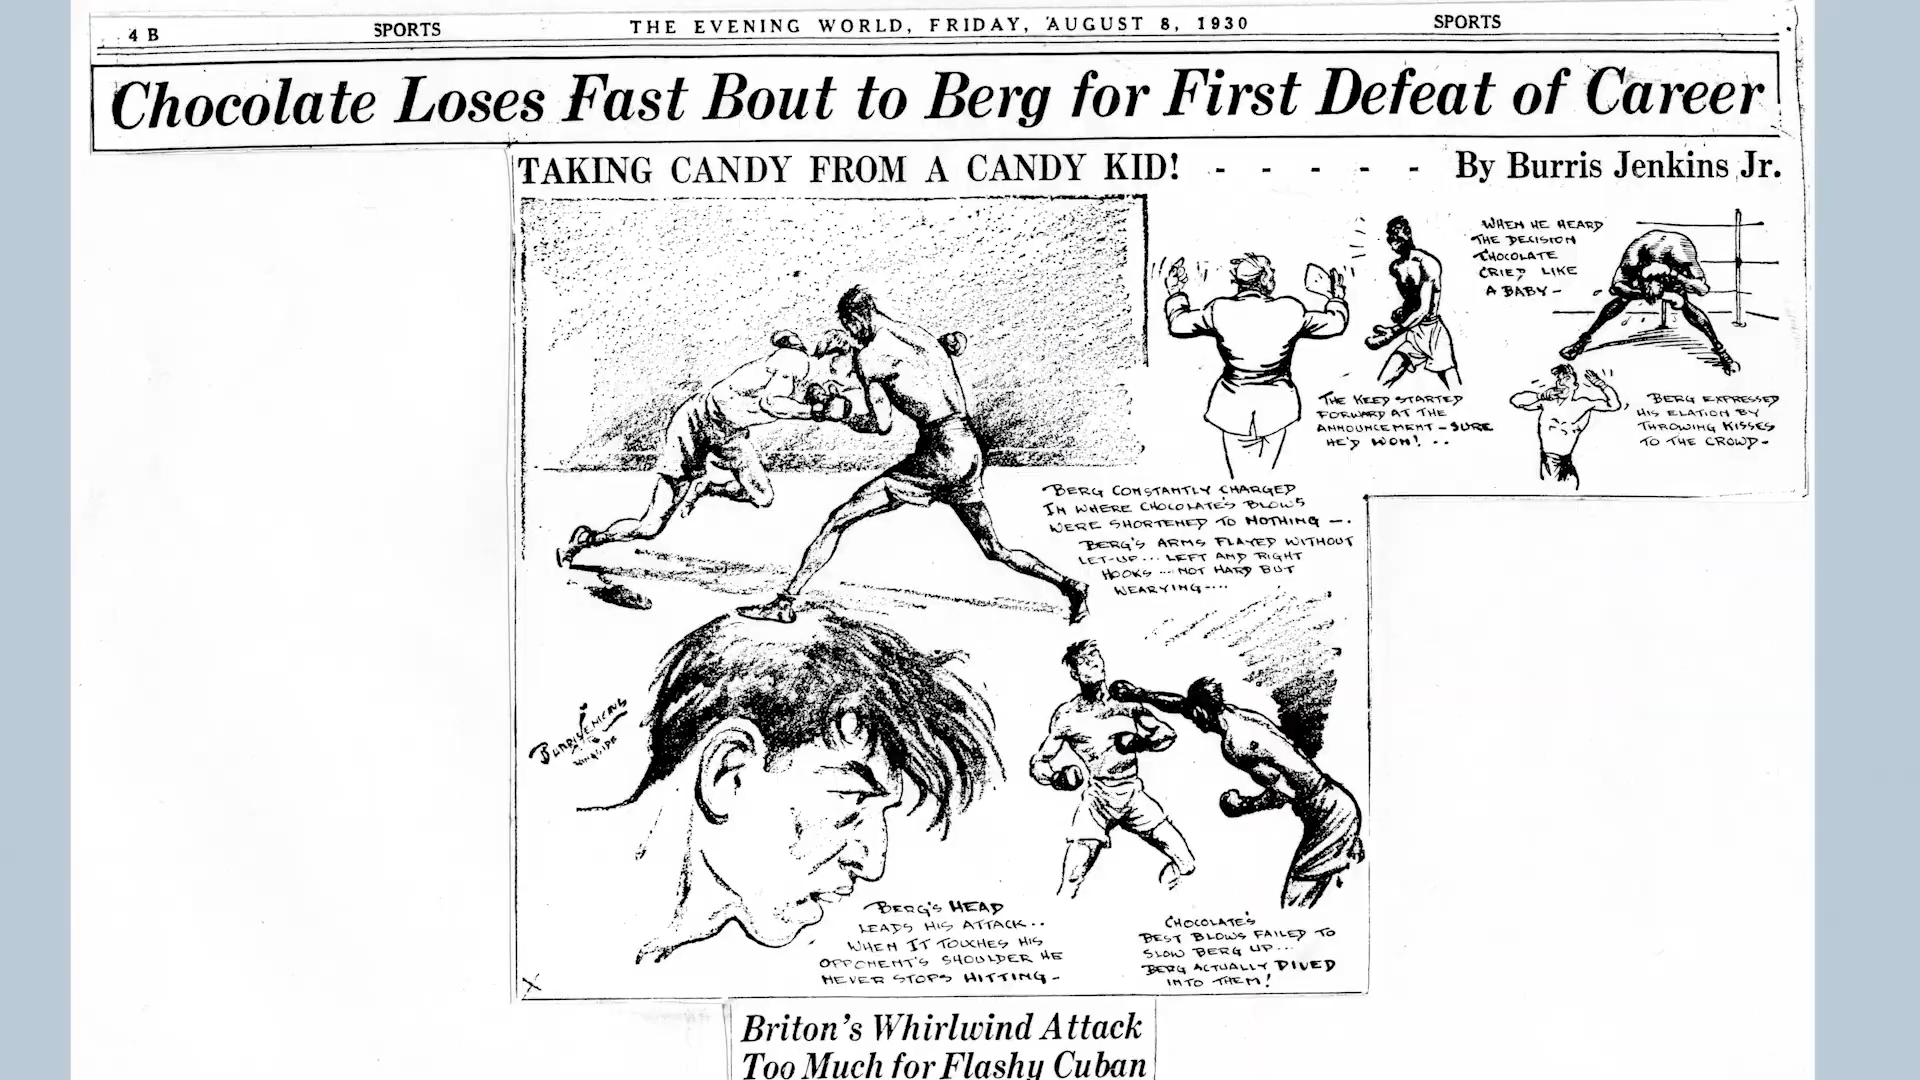 4 B SPORTS THE EVENING WORLD, FRIDAY, AUGUST 8, 1930 SPORTS
Chocolate Loses Fast Bout to Berg for First Defeat of Career
TAKING CANDY FROM A CANDY KID! - - - - - By Burris Jenkins Jr.
WHEN HE HEARD
THE DECISION
CHOCOLATE
CRIED LIKE
A BABY -
THE KEED STARTED
FORWARD AT THE
ANNOUNCEMENT - SURE
HE'D WON! . . .
BERG EXPRESSED
HIS ELATION BY
THROWING KISSES
TO THE CROWD -
BERG CONSTANTLY CHARGED
IN WHERE CHOCOLATE'S BLOWS
WERE SHORTENED TO NOTHING - .
BERG'S ARMS FLAYED WITHOUT
LET-UP... LEFT AND RIGHT
HOOKS ... NOT HARD BUT
WEARYING - ...
BURRIS JENKINS
BERG'S HEAD
LEADS HIS ATTACK . .
WHEN IT TOUCHES HIS
OPPONENT'S SHOULDER HE
NEVER STOPS HITTING -
CHOCOLATE'S
BEST BLOWS FAILED TO
SLOW BERG UP...
BERG ACTUALLY DIVED
INTO THEM!
X
Briton's Whirlwind Attack
Too Much for Flashy Cuban